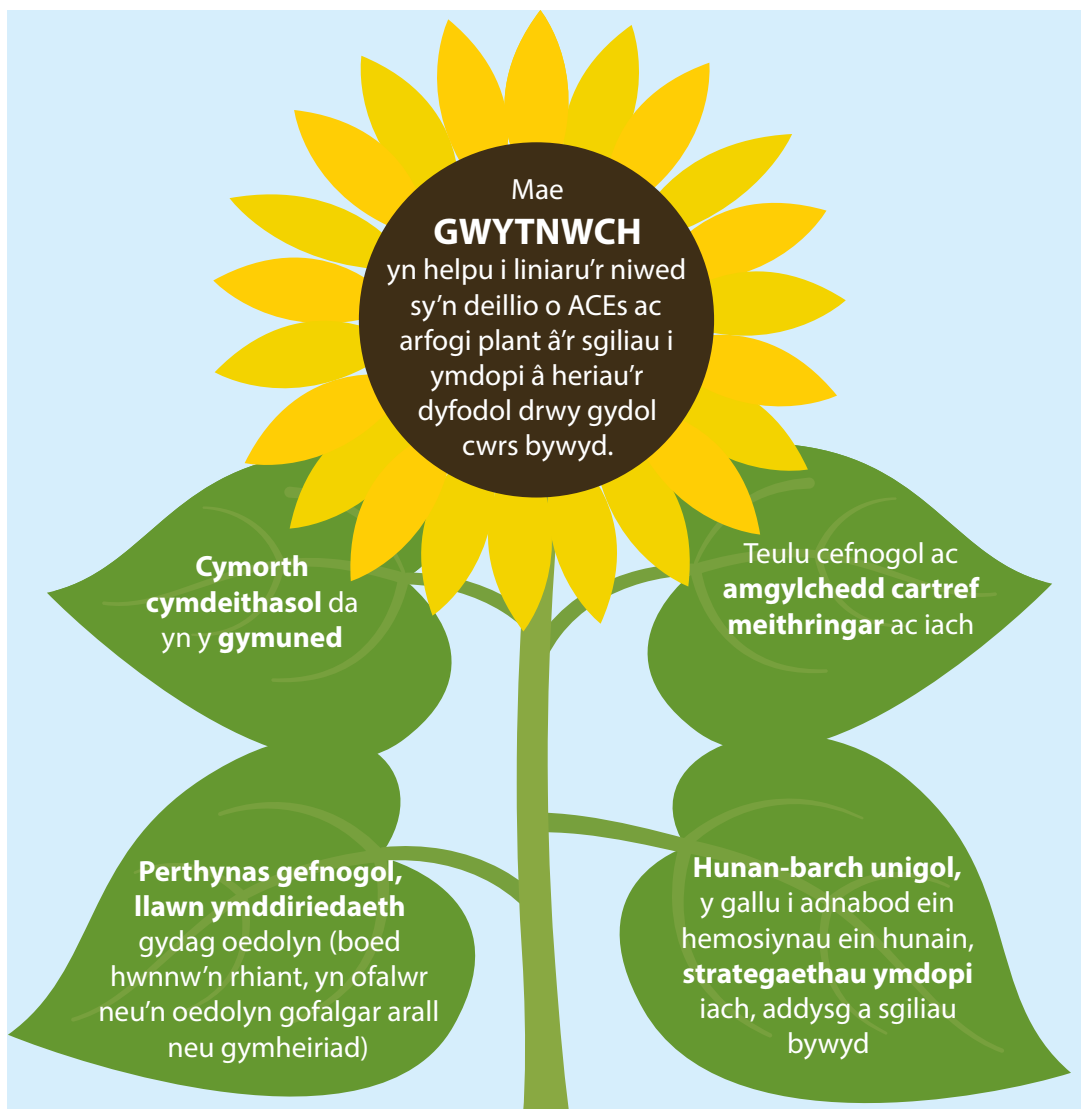 Mae
GWYTNWCH
yn helpu i liniaru'r niwed
sy'n deillio o ACEs ac
arfogi plant â'r sgiliau i
ymdopi â heriau'r
dyfodol drwy gydol
cwrs bywyd.
Cymorth
cymdeithasol da
yn y gymuned
Teulu cefnogol ac
amgylchedd cartref
meithringar ac iach
Perthynas gefnogol,
llawn ymddiriedaeth
gydag oedolyn (boed
hwnnw'n rhiant, yn ofalwr
neu'n oedolyn gofalgar arall
neu gymheiriad)
Hunan-barch unigol,
y gallu i adnabod ein
hemosiynau ein hunain,
strategaethau ymdopi
iach, addysg a sgiliau
bywyd